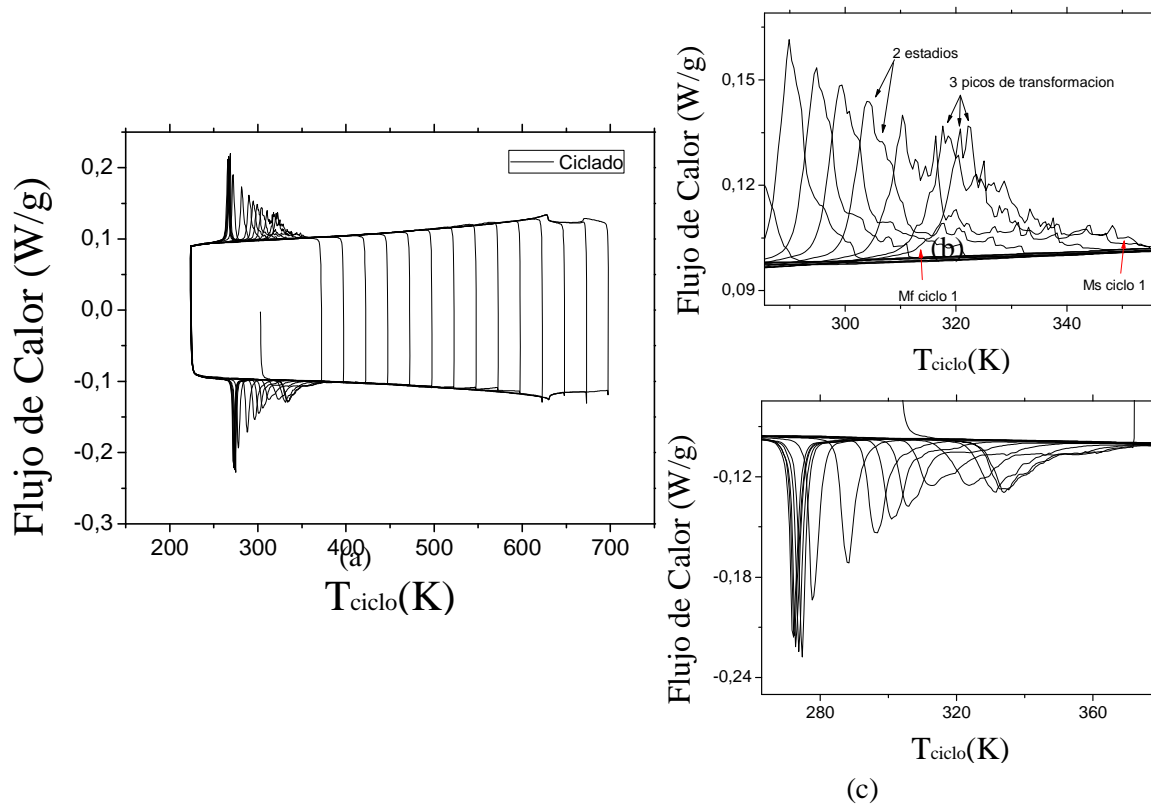 Flujo de Calor (W/g)
0,2
0,1
0,0
-0,1
-0,2
-0,3
Ciclado
200 300 400 500 600 700
(a)
Tciclo(K)
Flujo de Calor (W/g)
0,15
0,12
0,09
2 estadios
3 picos de transformacion
(b)
Mf ciclo 1
Ms ciclo 1
300 320 340
Tciclo(K)
Flujo de Calor (W/g)
-0,12
-0,18
-0,24
280 320 360
Tciclo(K)
(c)